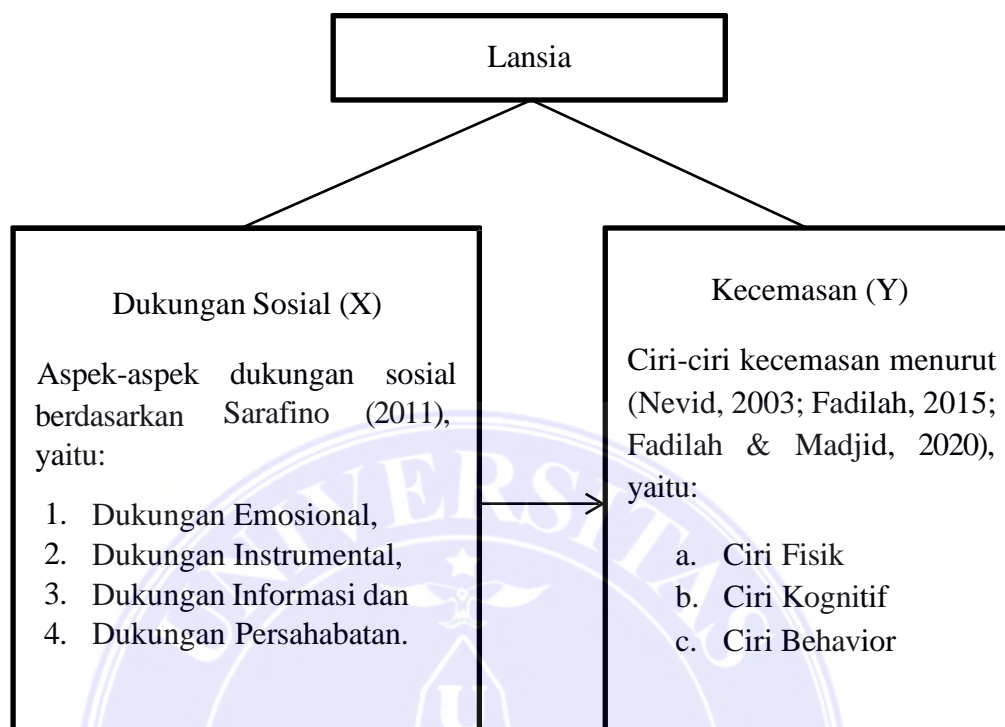 Lansia
Dukungan Sosial (X)
Aspek-aspek dukungan sosial
berdasarkan Sarafino (2011),
yaitu:
1. Dukungan Emosional,
2. Dukungan Instrumental,
3. Dukungan Informasi dan
4. Dukungan Persahabatan.
Kecemasan (Y)
Ciri-ciri kecemasan menurut
(Nevid, 2003; Fadilah, 2015;
Fadilah & Madjid, 2020),
yaitu:
a. Ciri Fisik
b. Ciri Kognitif
c. Ciri Behavior
UNIVERSITAS
U